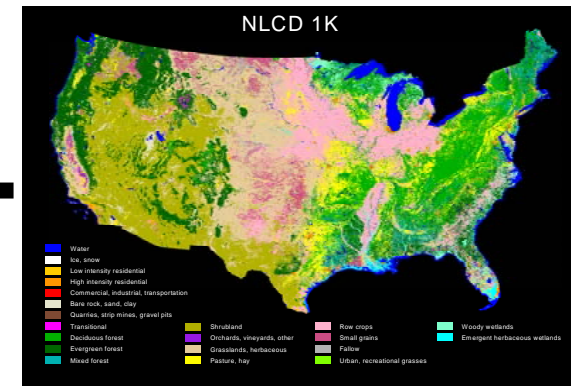 NLCD 1K
Water
Ice, snow
Low intensity residential
High intensity residential
Commercial, industrial, transportation
Bare rock, sand, clay
Quarries, strip mines, gravel pits
Transitional
Deciduous forest
Evergreen forest
Mixed forest
Shrubland
Orchards, vineyards, other
Grasslands, herbaceous
Pasture, hay
Row crops
Small grains
Fallow
Urban, recreational grasses
Woody wetlands
Emergent herbaceous wetlands